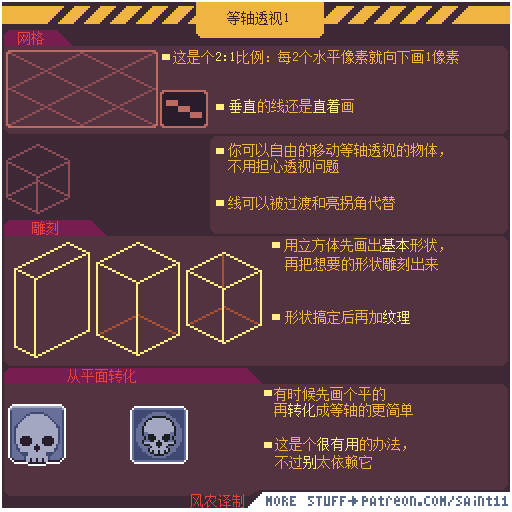 等轴透视1
网格
这是个2:1比例：每2个水平像素就向下画1像素
垂直的线还是直着画
你可以自由的移动等轴透视的物体，
不用担心透视问题
线可以被过渡和亮拐角代替
雕刻
用立方体先画出基本形状，
再把想要的形状雕刻出来
形状搞定后再加纹理
从平面转化
有时候先画个平的
再转化成等轴的更简单
这是个很有用的办法，
不过别太依赖它
风农译制
MORE STUFF→PATREON.COM/SAINT11